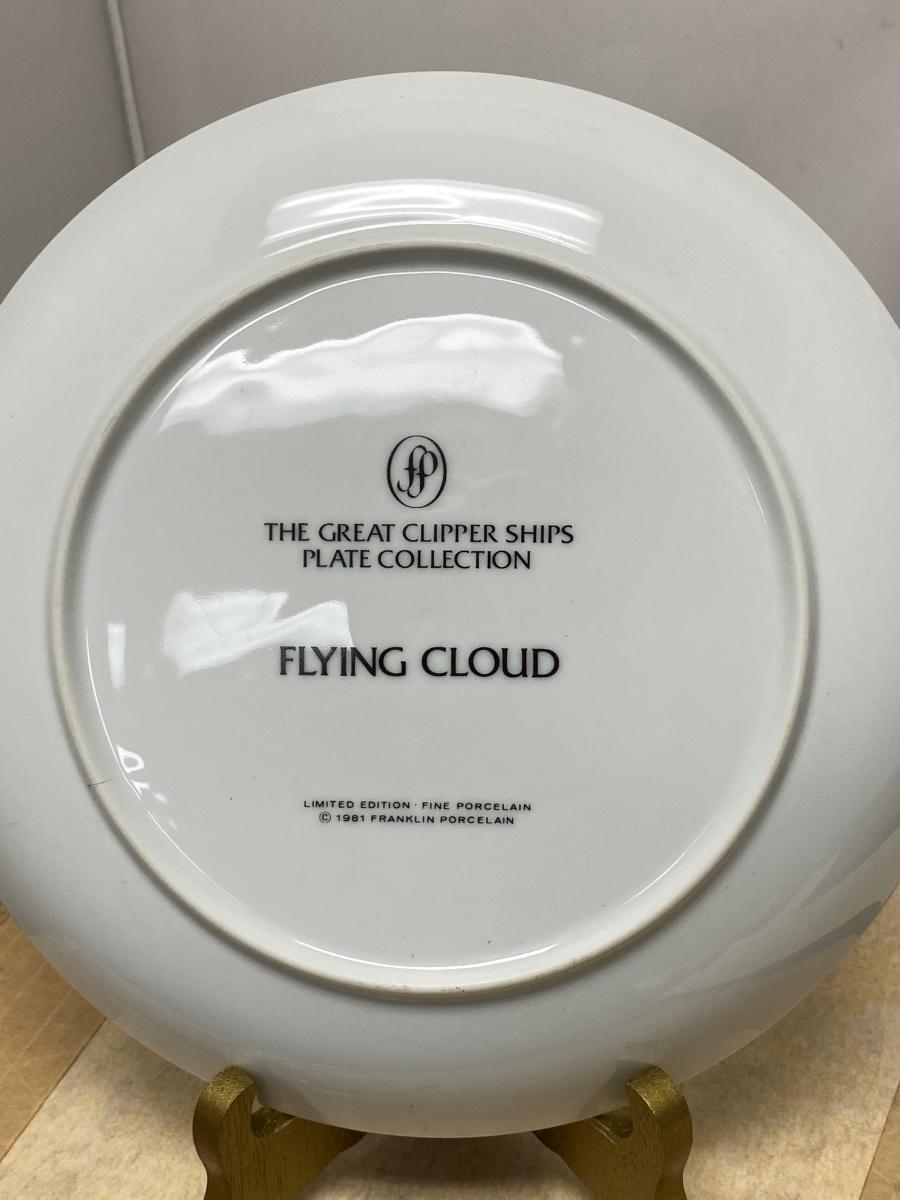 fP
THE GREAT CLIPPER SHIPS
PLATE COLLECTION
FLYING CLOUD
LIMITED EDITION · FINE PORCELAIN
© 1981 FRANKLIN PORCELAIN